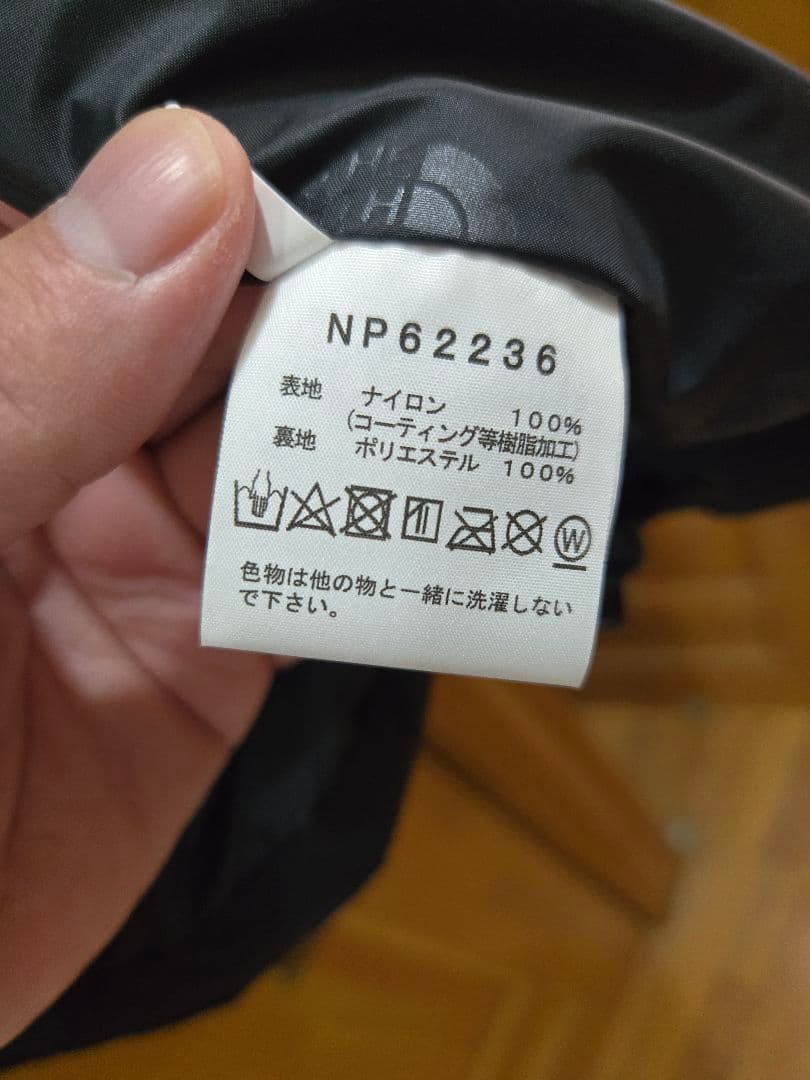 NP62236
表地 ナイロン 100%
(コーティング等樹脂加工)
裏地 ポリエステル 100%
W
色物は他の物と一緒に洗濯しない
で下さい。